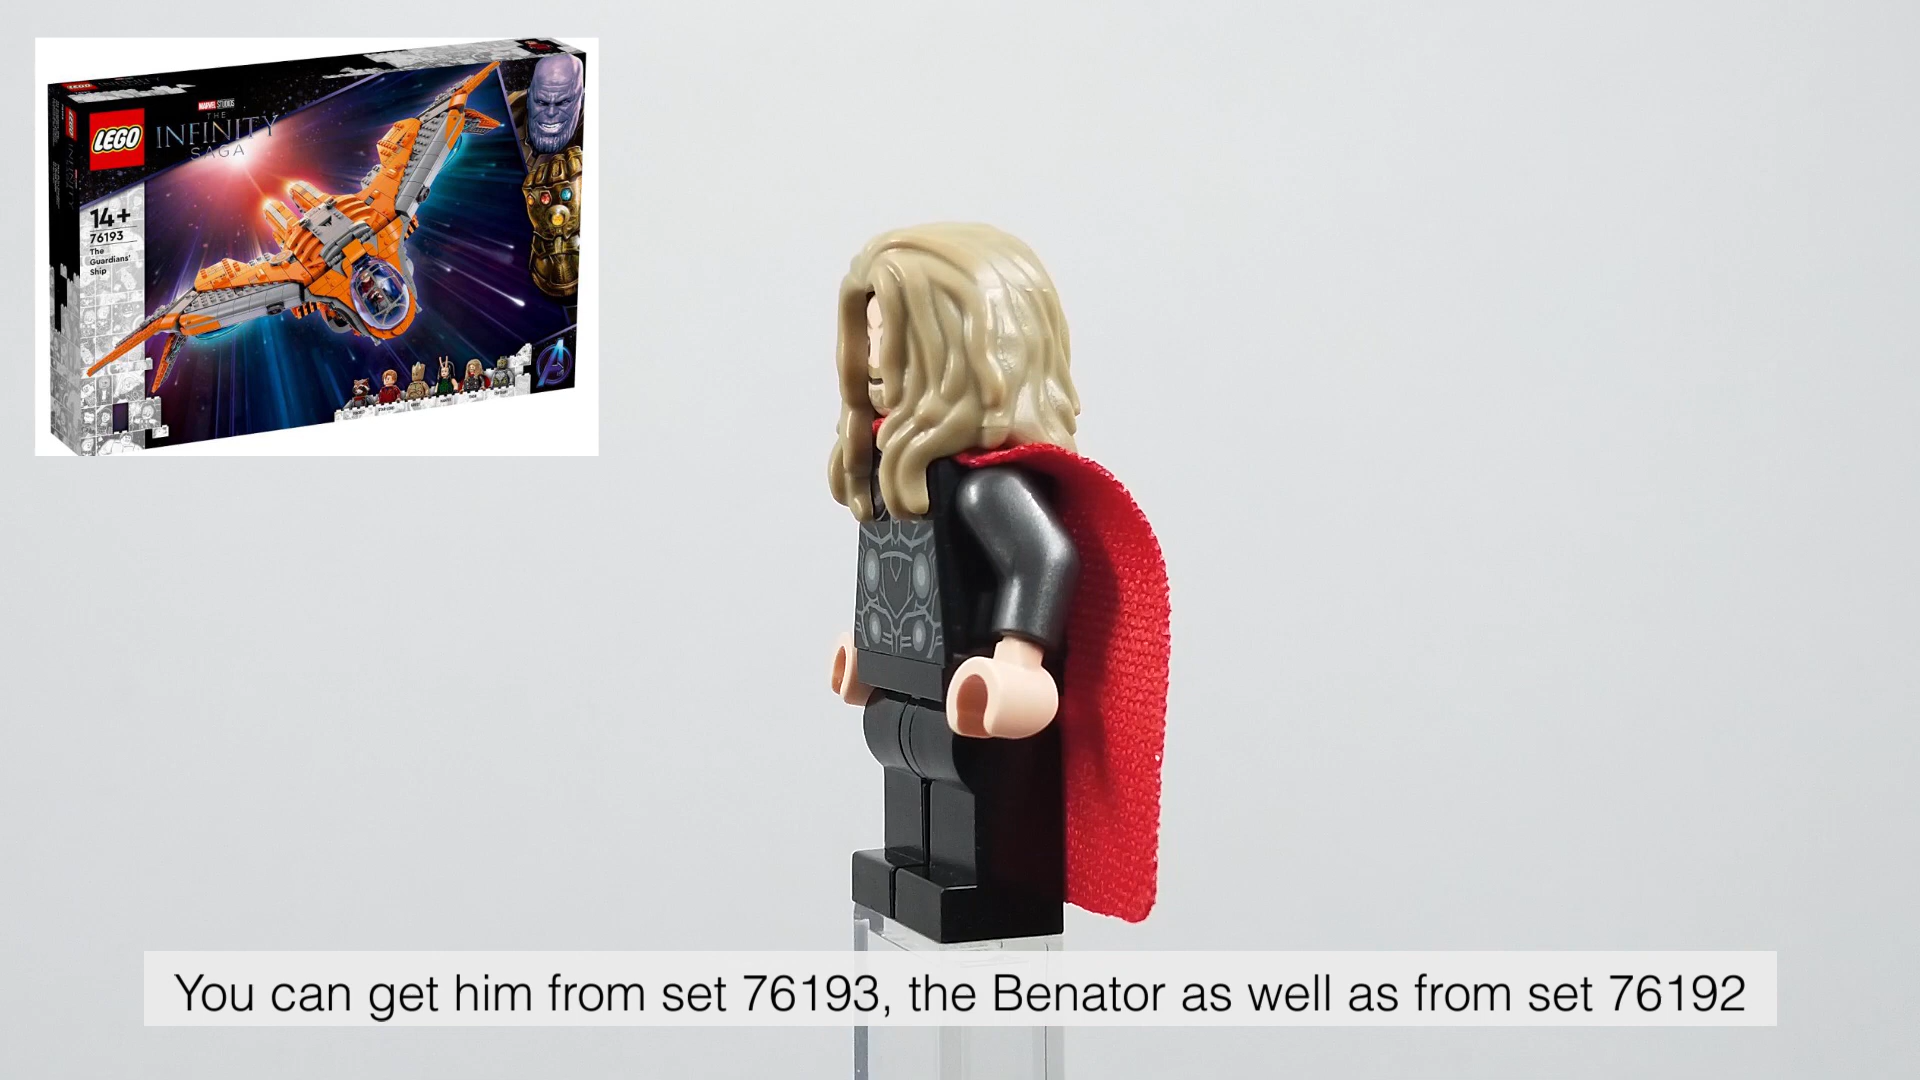 MARVEL STUDIOS
THE
INFINITY
SAGA
LEGO
14+
76193
The
Guardians'
Ship
You can get him from set 76193, the Benator as well as from set 76192